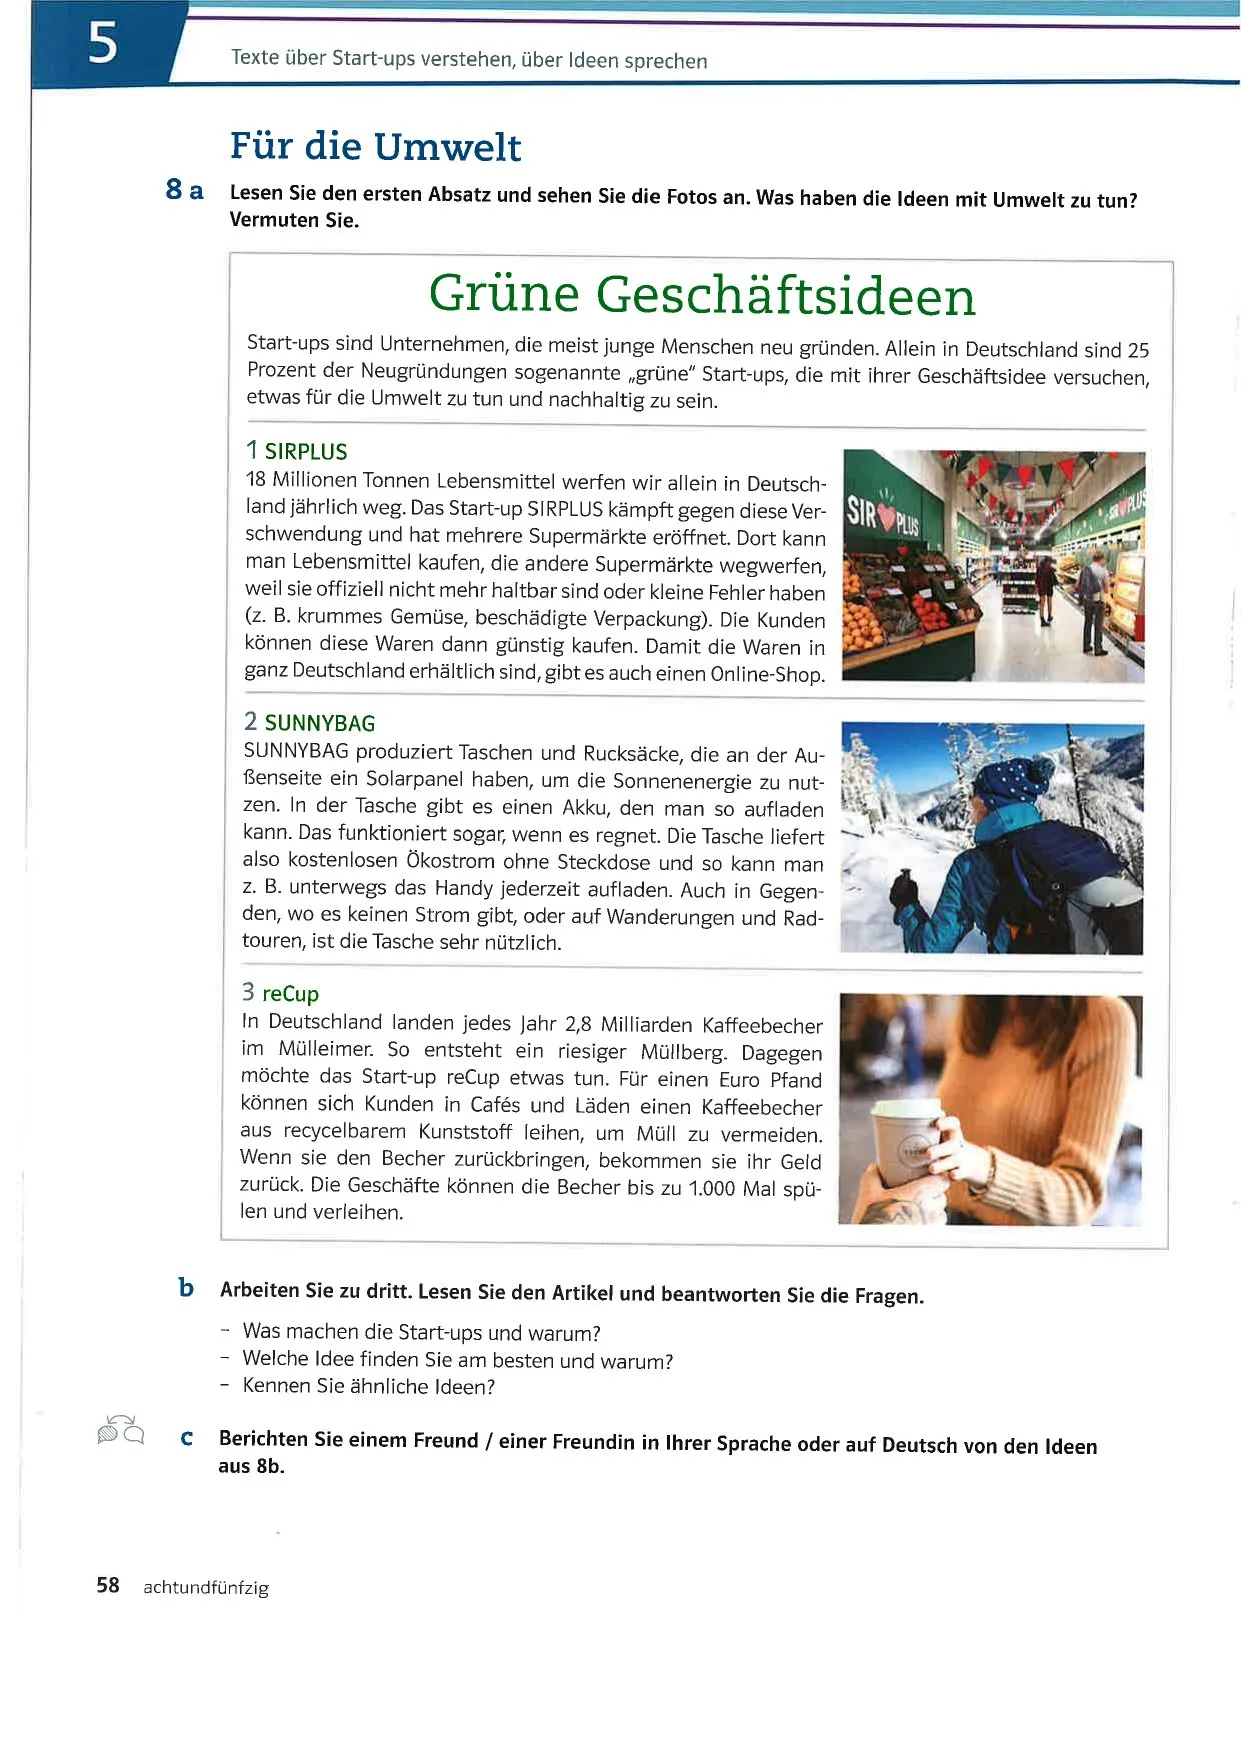 5
Texte über Start-ups verstehen, über Ideen sprechen
Für die Umwelt
8 a Lesen Sie den ersten Absatz und sehen Sie die Fotos an. Was haben die Ideen mit Umwelt zu tun?
Vermuten Sie.
Grüne Geschäftsideen
Start-ups sind Unternehmen, die meist junge Menschen neu gründen. Allein in Deutschland sind 25
Prozent der Neugründungen sogenannte „grüne" Start-ups, die mit ihrer Geschäftsidee versuchen,
etwas für die Umwelt zu tun und nachhaltig zu sein.
1 SIRPLUS
18 Millionen Tonnen Lebensmittel werfen wir allein in Deutsch-
land jährlich weg. Das Start-up SIRPLUS kämpft gegen diese Ver-
schwendung und hat mehrere Supermärkte eröffnet. Dort kann
man Lebensmittel kaufen, die andere Supermärkte wegwerfen,
weil sie offiziell nicht mehr haltbar sind oder kleine Fehler haben
(z. B. krummes Gemüse, beschädigte Verpackung). Die Kunden
können diese Waren dann günstig kaufen. Damit die Waren in
ganz Deutschland erhältlich sind, gibt es auch einen Online-Shop.
SIR PLUS
SIR PLUS
2 SUNNYBAG
SUNNYBAG produziert Taschen und Rucksäcke, die an der Au-
ßenseite ein Solarpanel haben, um die Sonnenenergie zu nut-
zen. In der Tasche gibt es einen Akku, den man so aufladen
kann. Das funktioniert sogar, wenn es regnet. Die Tasche liefert
also kostenlosen Ökostrom ohne Steckdose und so kann man
z. B. unterwegs das Handy jederzeit aufladen. Auch in Gegen-
den, wo es keinen Strom gibt, oder auf Wanderungen und Rad-
touren, ist die Tasche sehr nützlich.
3 reCup
In Deutschland landen jedes Jahr 2,8 Milliarden Kaffeebecher
im Mülleimer. So entsteht ein riesiger Müllberg. Dagegen
möchte das Start-up reCup etwas tun. Für einen Euro Pfand
können sich Kunden in Cafés und Läden einen Kaffeebecher
aus recycelbarem Kunststoff leihen, um Müll zu vermeiden.
Wenn sie den Becher zurückbringen, bekommen sie ihr Geld
zurück. Die Geschäfte können die Becher bis zu 1.000 Mal spü-
len und verleihen.
b Arbeiten Sie zu dritt. Lesen Sie den Artikel und beantworten Sie die Fragen.
– Was machen die Start-ups und warum?
– Welche Idee finden Sie am besten und warum?
– Kennen Sie ähnliche Ideen?
c Berichten Sie einem Freund / einer Freundin in Ihrer Sprache oder auf Deutsch von den Ideen
aus 8b.
58 achtundfünfzig